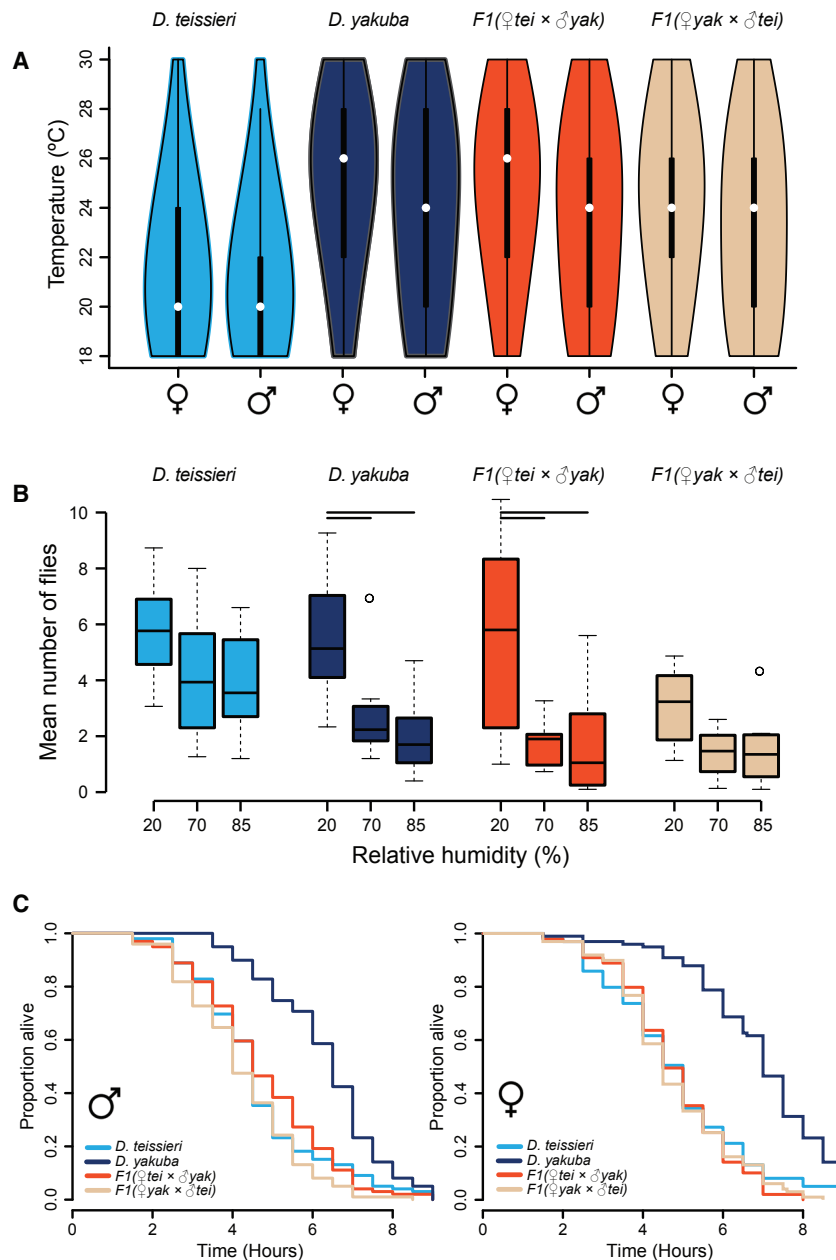 D. teissieri D. yakuba F1(♀tei × ♂yak) F1(♀yak × ♂tei)
A
Temperature (ºC)
30
28
26
24
22
20
18
♀ ♂ ♀ ♂ ♀ ♂ ♀ ♂
D. teissieri D. yakuba F1(♀tei × ♂yak) F1(♀yak × ♂tei)
B
Mean number of flies
10
8
6
4
2
0
20 70 85 20 70 85 20 70 85 20 70 85
Relative humidity (%)
C
Proportion alive
1.0
0.8
0.6
0.4
0.2
0.0
♂
D. teissieri
D. yakuba
F1(♀tei × ♂yak)
F1(♀yak × ♂tei)
0 2 4 6 8
Time (Hours)
Proportion alive
1.0
0.8
0.6
0.4
0.2
0.0
♀
D. teissieri
D. yakuba
F1(♀tei × ♂yak)
F1(♀yak × ♂tei)
0 2 4 6 8
Time (Hours)